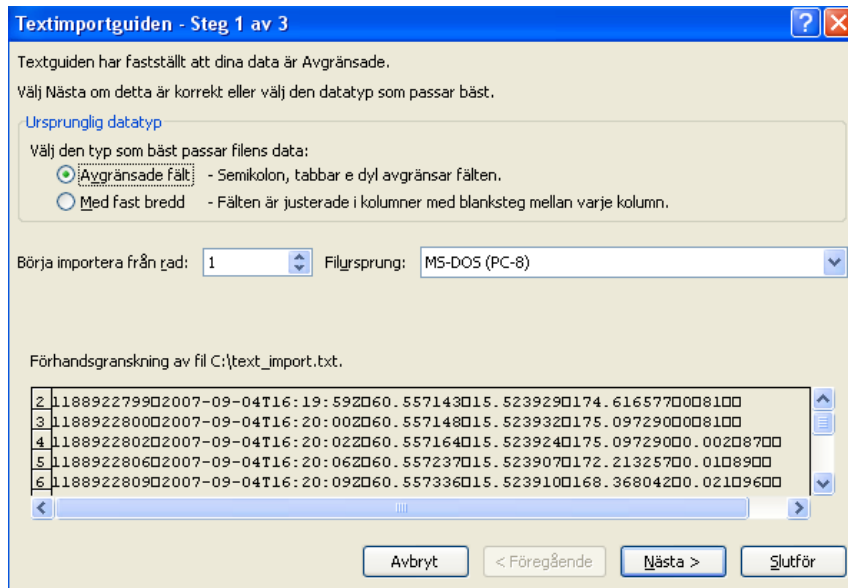 Textimportguiden - Steg 1 av 3
Textguiden har fastställt att dina data är Avgränsade.
Välj Nästa om detta är korrekt eller välj den datatyp som passar bäst.
Ursprunglig datatyp
Välj den typ som bäst passar filens data:
Avgränsade fält - Semikolon, tabbar e dyl avgränsar fälten.
Med fast bredd - Fälten är justerade i kolumner med blanksteg mellan varje kolumn.
Börja importera från rad: 1 Filursprung: MS-DOS (PC-8)
Förhandsgranskning av fil C:\text_import.txt.
2 1188922799□2007-09-04T16:19:59Z□60.557143□15.523929□174.616577□0□81□□
3 1188922800□2007-09-04T16:20:00Z□60.557148□15.523932□175.097290□0□81□□
4 1188922802□2007-09-04T16:20:02Z□60.557164□15.523924□175.097290□0.002□87□□
5 1188922806□2007-09-04T16:20:06Z□60.557237□15.523907□172.213257□0.01□89□□
6 1188922809□2007-09-04T16:20:09Z□60.557336□15.523910□168.368042□0.021□96□□
Avbryt < Föregående Nästa > Slutför